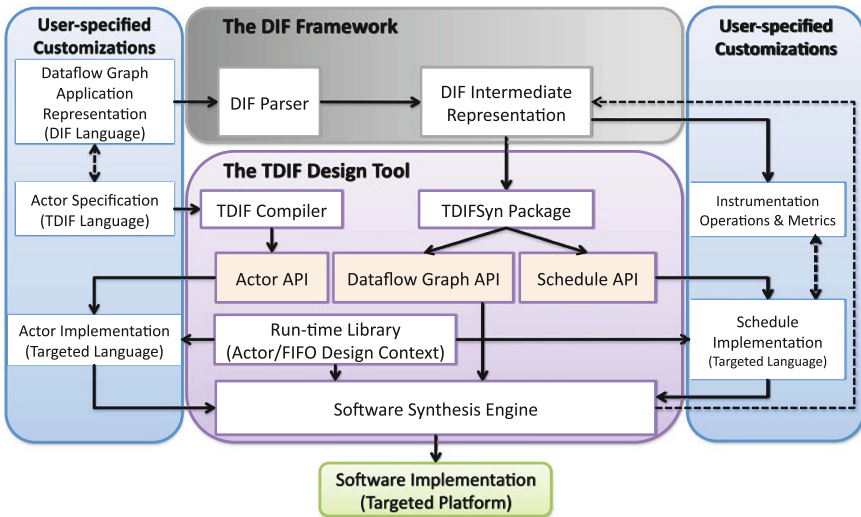 User-specified
Customizations
Dataflow Graph
Application
Representation
(DIF Language)
Actor Specification
(TDIF Language)
Actor Implementation
(Targeted Language)
The DIF Framework
DIF Parser
DIF Intermediate
Representation
The TDIF Design Tool
TDIF Compiler
TDIFSyn Package
Actor API
Dataflow Graph API
Schedule API
Run-time Library
(Actor/FIFO Design Context)
Software Synthesis Engine
User-specified
Customizations
Instrumentation
Operations & Metrics
Schedule
Implementation
(Targeted Language)
Software Implementation
(Targeted Platform)